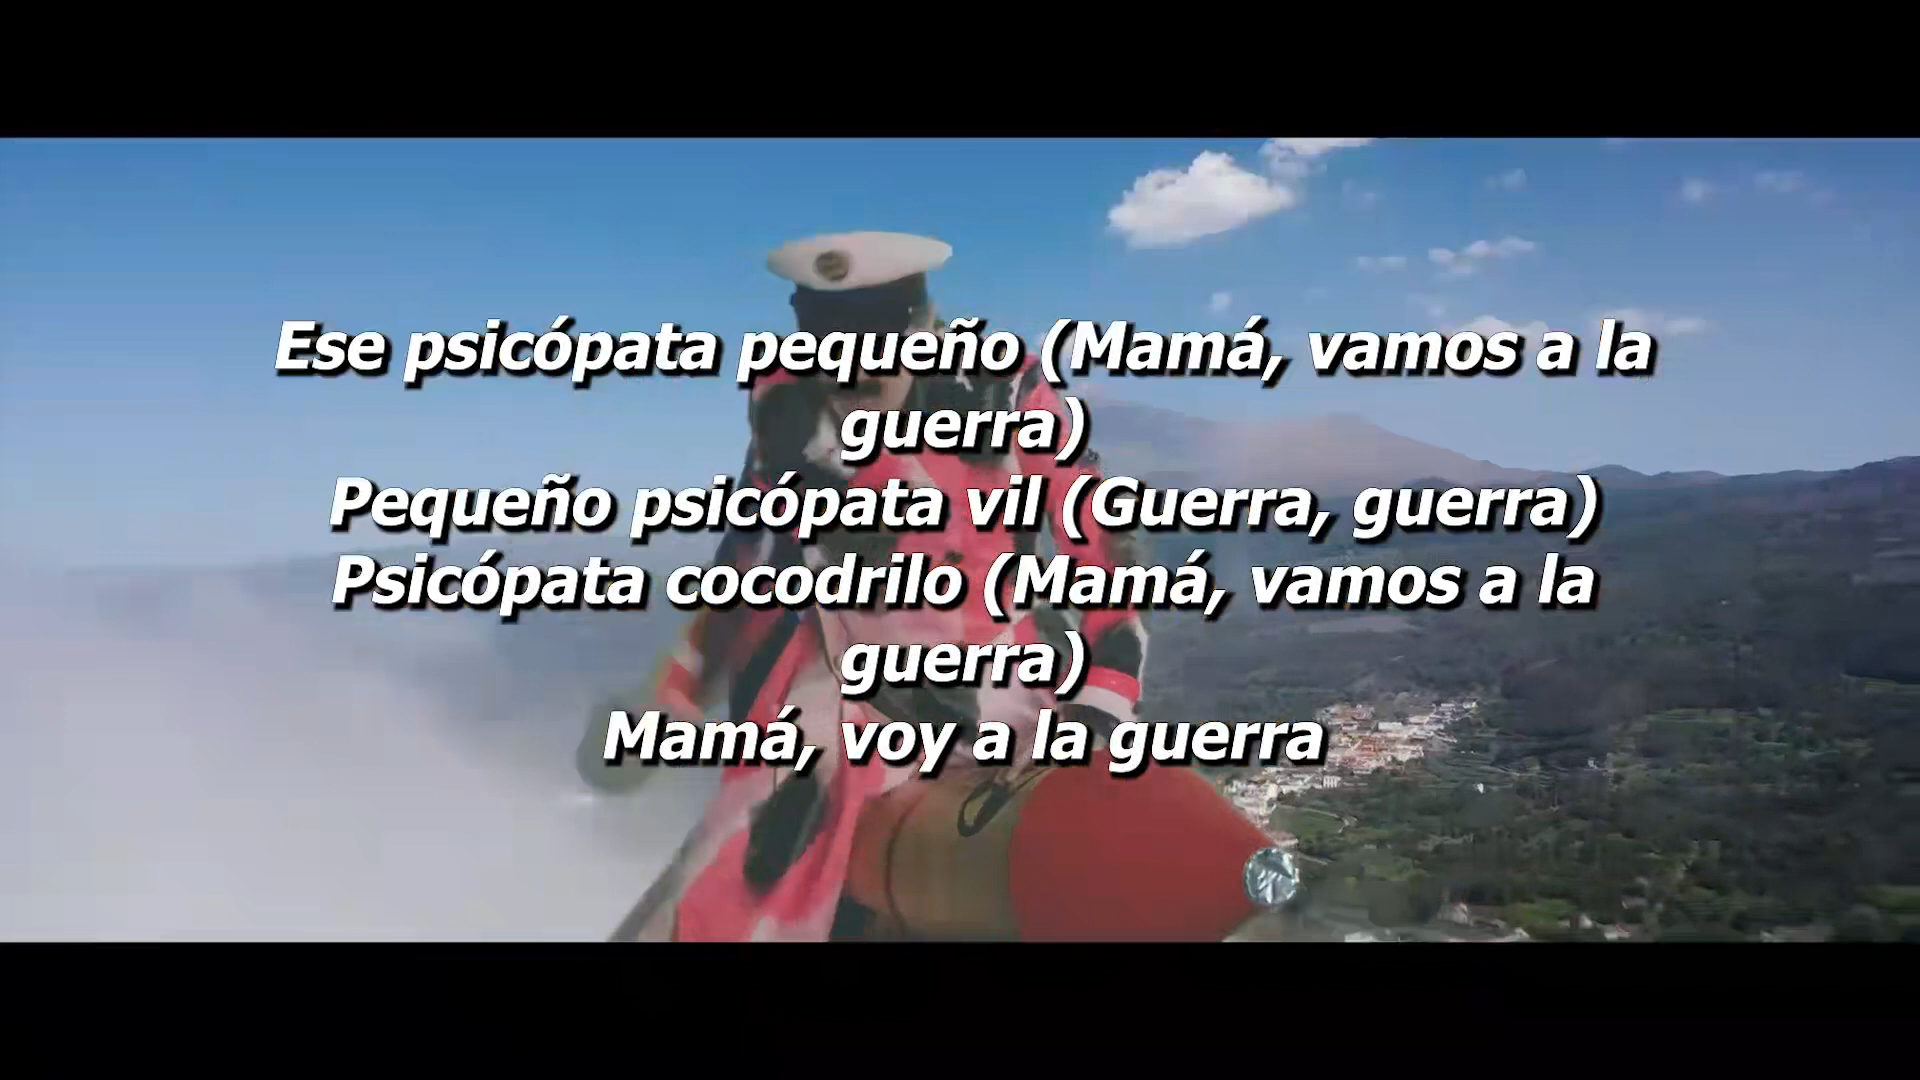 Ese psicópata pequeño (Mamá, vamos a la
guerra)
Pequeño psicópata vil (Guerra, guerra)
Psicópata cocodrilo (Mamá, vamos a la
guerra)
Mamá, voy a la guerra